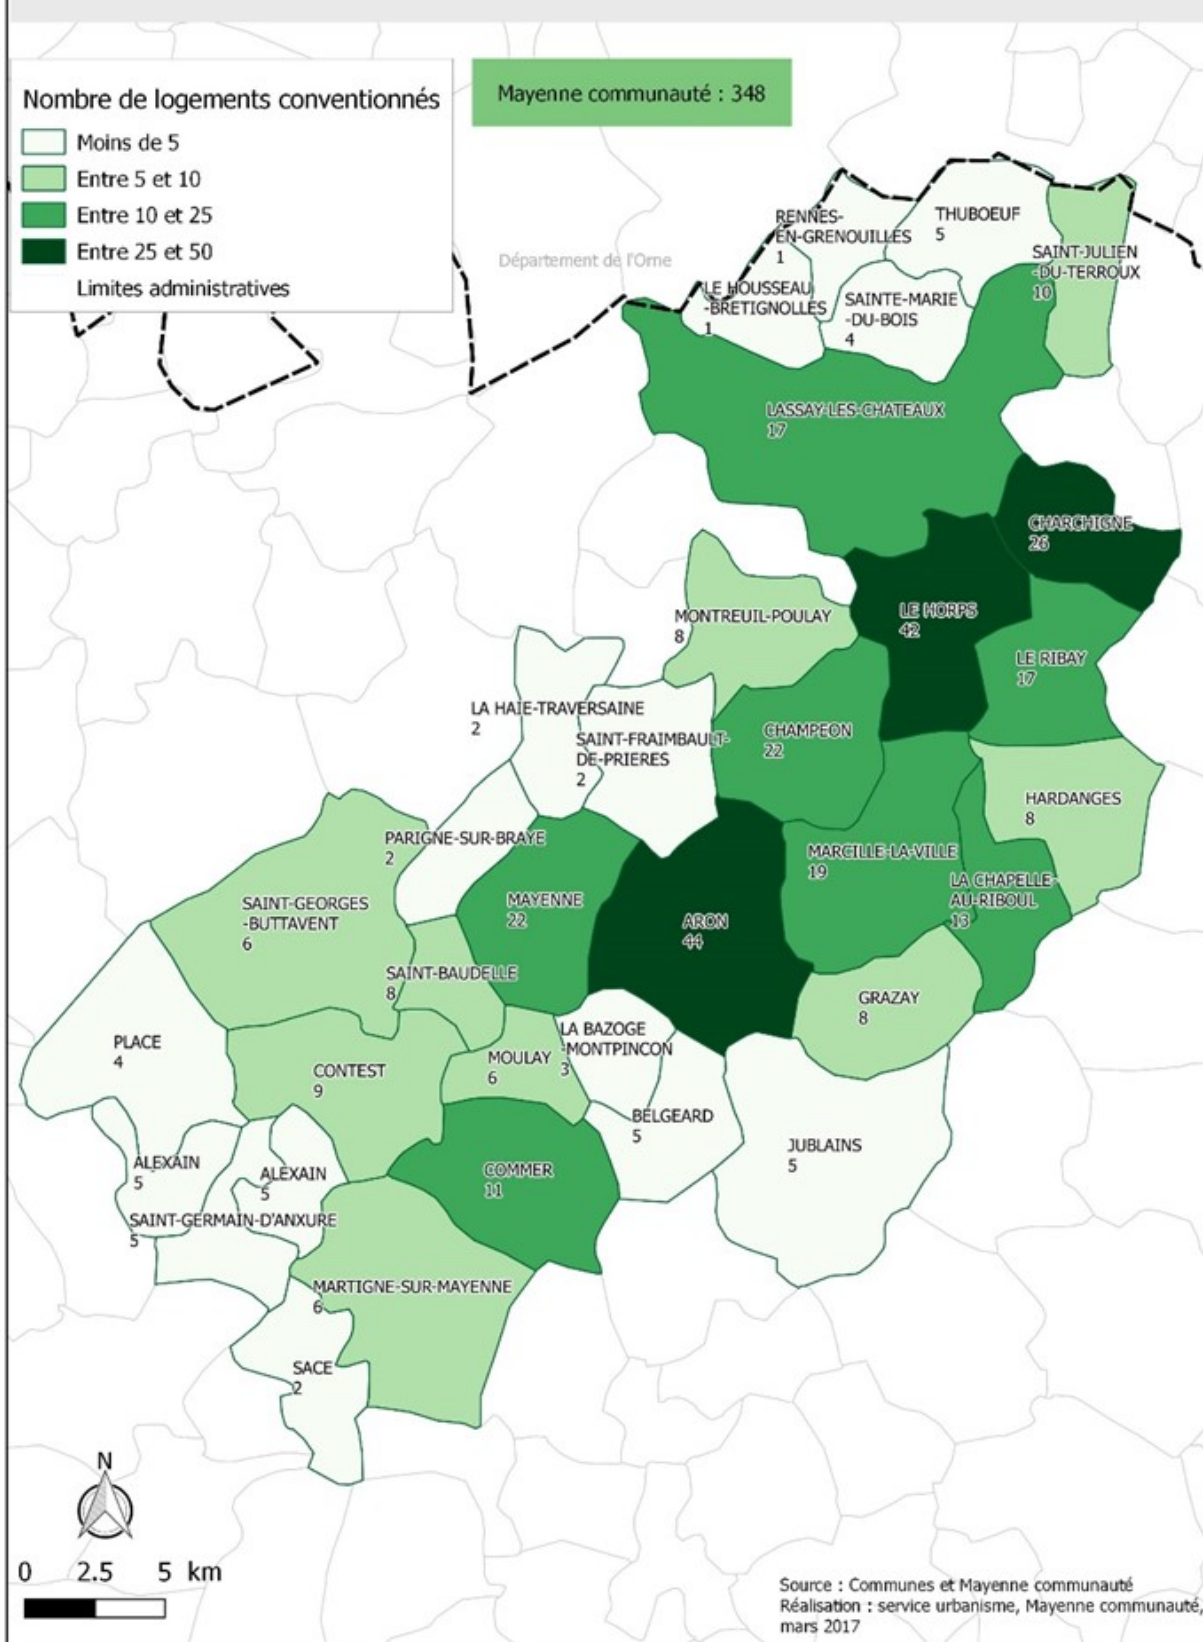 Nombre de logements conventionnés
Moins de 5
Entre 5 et 10
Entre 10 et 25
Entre 25 et 50
Limites administratives
Mayenne communauté : 348
Département de l'Orne
RENNES-
EN-GRENOUILLES
1
THUBOEUF
5
SAINT-JULIEN
-DU-TERROUX
10
LE HOUSSEAU
-BRETIGNOLLES
1
SAINTE-MARIE
-DU-BOIS
4
LASSAY-LES-CHATEAUX
17
CHARCHIGNE
26
LE HORPS
42
MONTREUIL-POULAY
8
LE RIBAY
17
LA HAIE-TRAVERSAINE
2
SAINT-FRAIMBAULT-
DE-PRIERES
2
CHAMPEON
22
HARDANGES
8
PARIGNE-SUR-BRAYE
2
MARCILLE-LA-VILLE
19
LA CHAPELLE-
AU-RIBOUL
13
SAINT-GEORGES
-BUTTAVENT
6
MAYENNE
22
ARON
44
SAINT-BAUDELLE
8
GRAZAY
8
PLACE
4
CONTEST
9
MOULAY
6
LA BAZOGE
-MONTPINCON
3
BELGEARD
5
JUBLAINS
5
ALEXAIN
5
ALEXAIN
5
COMMER
11
SAINT-GERMAIN-D'ANXURE
5
MARTIGNE-SUR-MAYENNE
6
SACE
2
N
0 2.5 5 km
Source : Communes et Mayenne communauté
Réalisation : service urbanisme, Mayenne communauté,
mars 2017